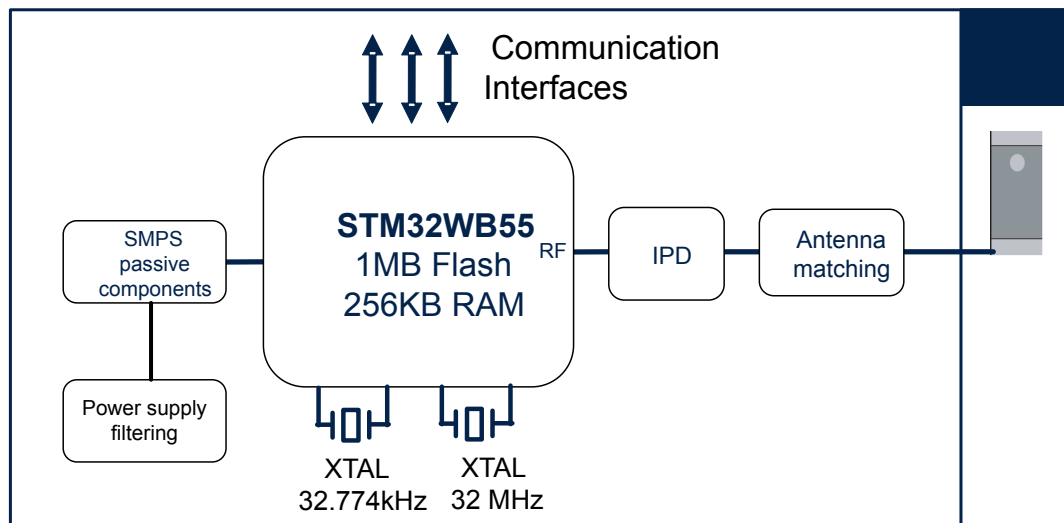 Communication
Interfaces
STM32WB55
1MB Flash
256KB RAM
RF
SMPS
passive
components
IPD
Antenna
matching
Power supply
filtering
XTAL
32.774kHz
XTAL
32 MHz